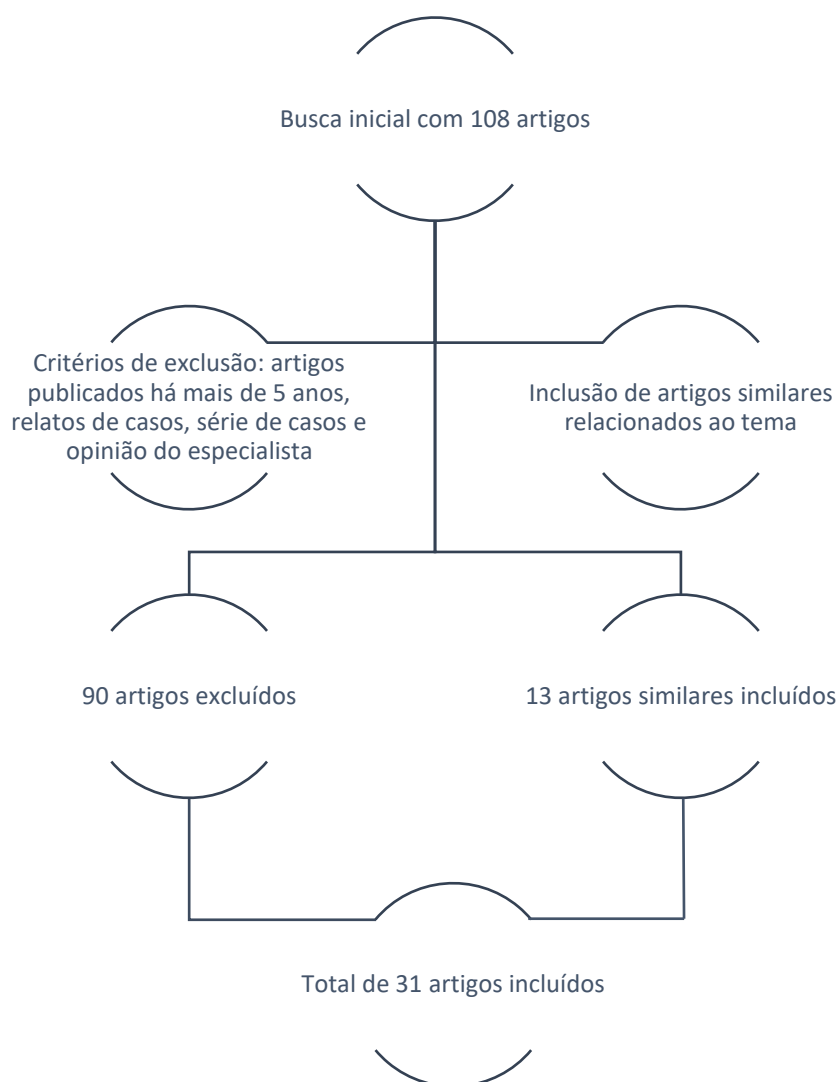 Busca inicial com 108 artigos
Critérios de exclusão: artigos
publicados há mais de 5 anos,
relatos de casos, série de casos e
opinião do especialista
Inclusão de artigos similares
relacionados ao tema
90 artigos excluídos
13 artigos similares incluídos
Total de 31 artigos incluídos